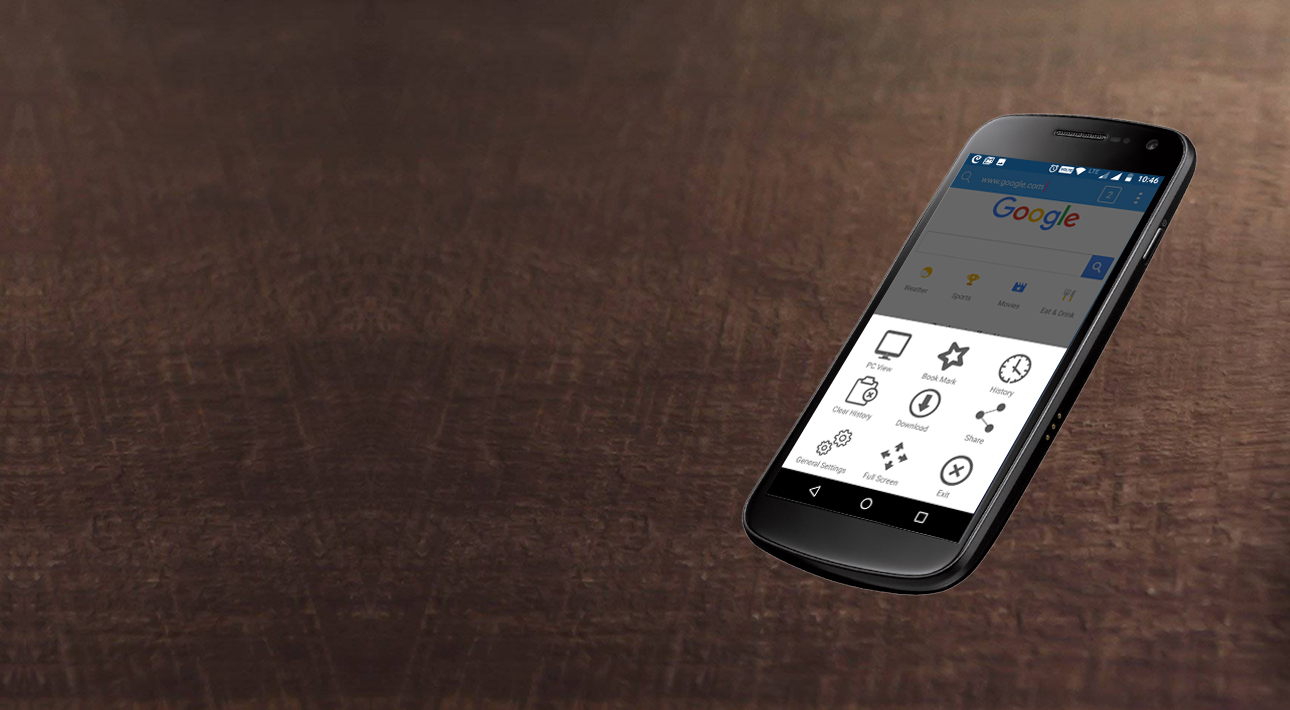 LTE 10:46
www.google.com
2
Google
Weather Sports Movies Eat & Drink
PC View Book Mark History
Clear History Download Share
General Settings Full Screen Exit